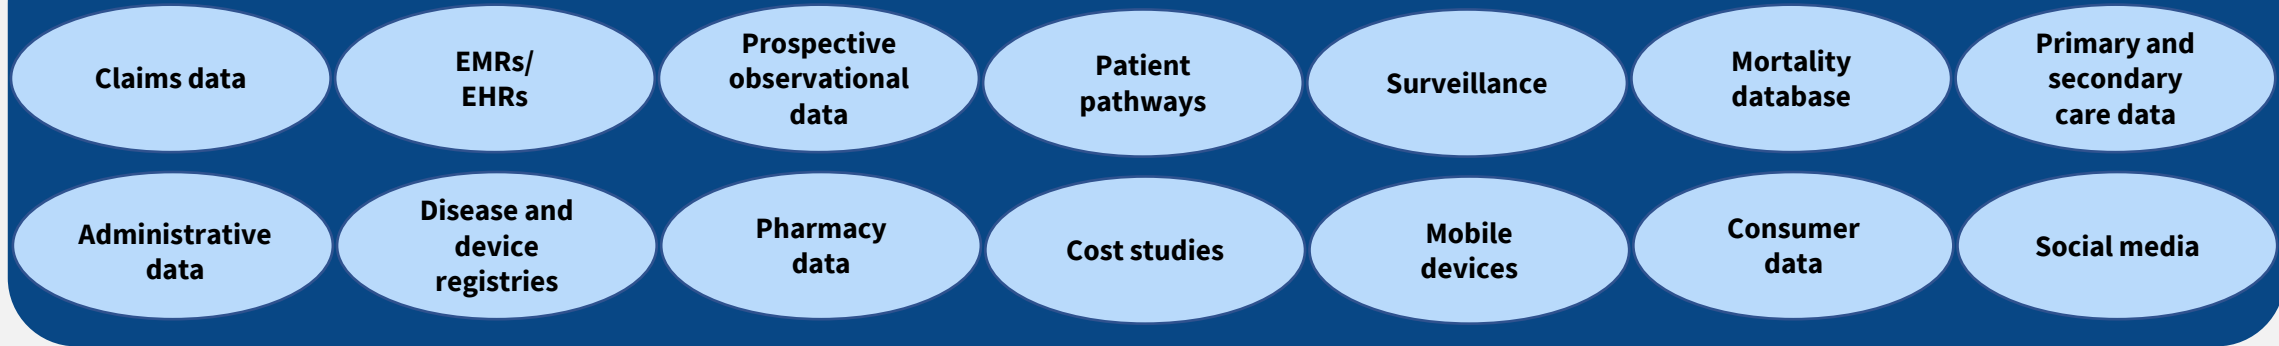 Claims data
EMRs/
EHRs
Prospective
observational
data
Patient
pathways
Surveillance
Mortality
database
Primary and
secondary
care data
Administrative
data
Disease and
device
registries
Pharmacy
data
Cost studies
Mobile
devices
Consumer
data
Social media